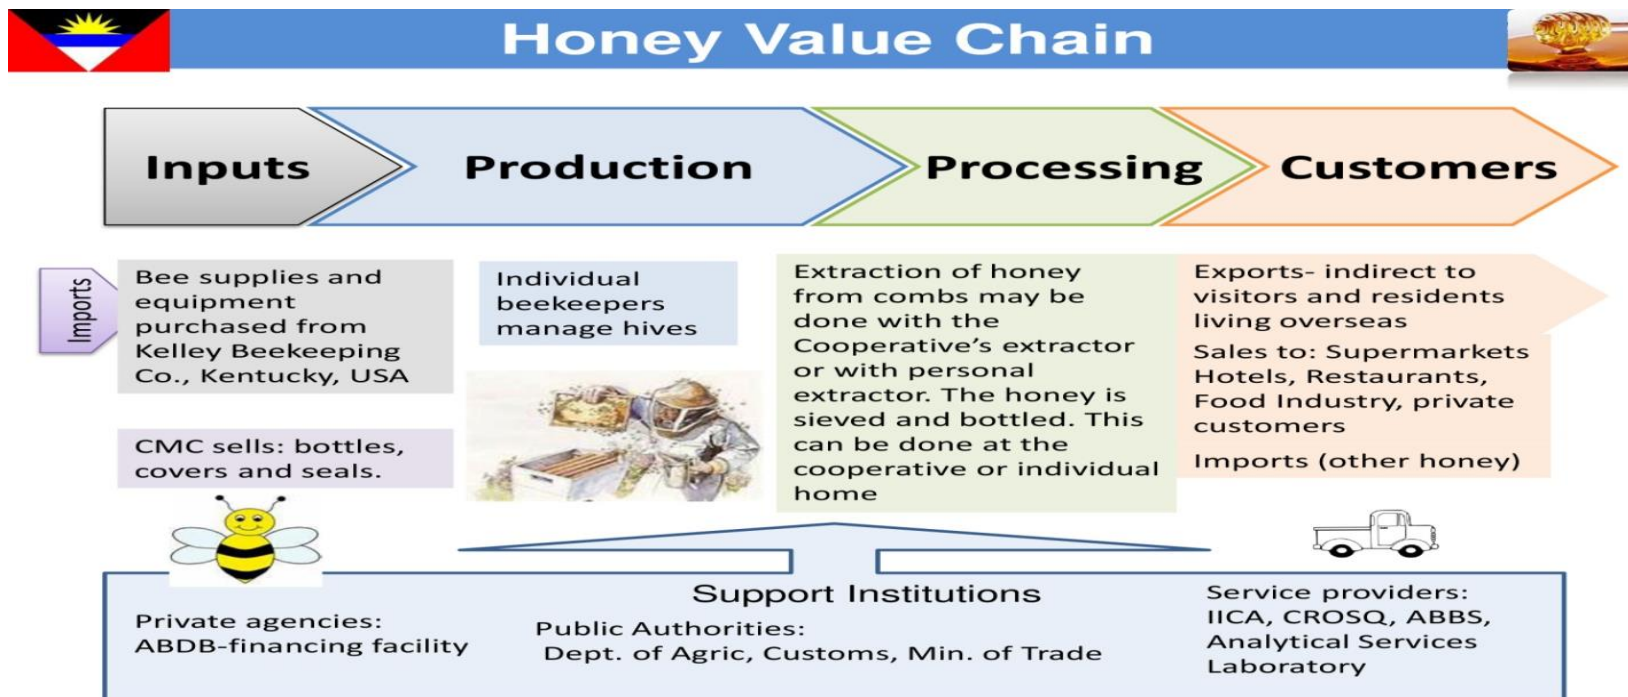 Honey Value Chain
Inputs
Production
Processing
Customers
Imports
Bee supplies and
equipment
purchased from
Kelley Beekeeping
Co., Kentucky, USA
CMC sells: bottles,
covers and seals.
Individual
beekeepers
manage hives
Extraction of honey
from combs may be
done with the
Cooperative’s extractor
or with personal
extractor. The honey is
sieved and bottled. This
can be done at the
cooperative or individual
home
Exports- indirect to
visitors and residents
living overseas
Sales to: Supermarkets
Hotels, Restaurants,
Food Industry, private
customers
Imports (other honey)
Support Institutions
Private agencies:
ABDB-financing facility
Public Authorities:
Dept. of Agric, Customs, Min. of Trade
Service providers:
IICA, CROSQ, ABBS,
Analytical Services
Laboratory